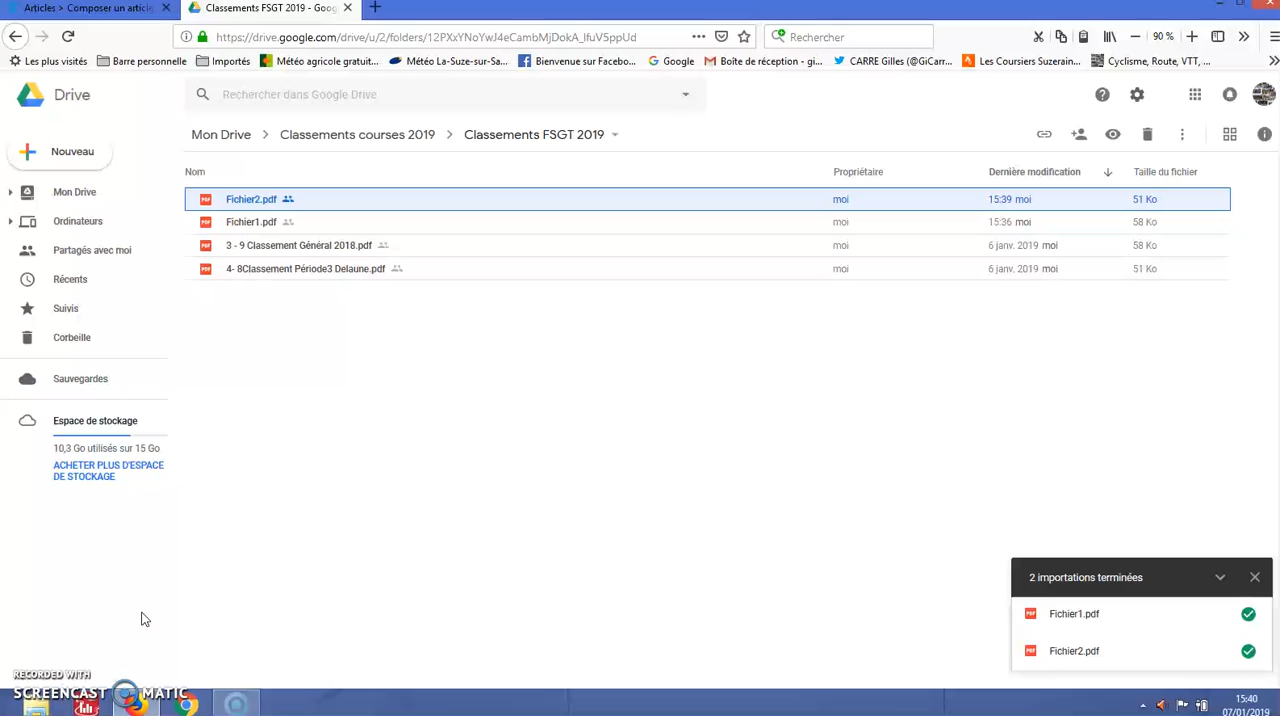 Articles > Composer un article
Classements FSGT 2019 - Goog
https://drive.google.com/drive/u/2/folders/12PXxYNoYwJ4eCambMjDokA_lfuV5ppUd
Rechercher
90 %
Les plus visités
Barre personnelle
Importés
Météo agricole gratuit...
Météo La-Suze-sur-Sa...
Bienvenue sur Facebo...
Google
Boîte de réception - gi...
CARRE Gilles (@GiCarr...
Les Coursiers Suzerain...
Cyclisme, Route, VTT, ...
Drive
Rechercher dans Google Drive
Mon Drive > Classements courses 2019 > Classements FSGT 2019
Nouveau
Nom Propriétaire Dernière modification Taille du fichier
Fichier2.pdf moi 15:39 moi 51 Ko
Fichier1.pdf moi 15:36 moi 58 Ko
3 - 9 Classement Général 2018.pdf moi 6 janv. 2019 moi 58 Ko
4- 8Classement Période3 Delaune.pdf moi 6 janv. 2019 moi 51 Ko
Mon Drive
Ordinateurs
Partagés avec moi
Récents
Suivis
Corbeille
Sauvegardes
Espace de stockage
10,3 Go utilisés sur 15 Go
ACHETER PLUS D'ESPACE
DE STOCKAGE
2 importations terminées
PDF Fichier1.pdf
PDF Fichier2.pdf
RECORDED WITH
SCREENCAST MATIC
15:40
07/01/2019